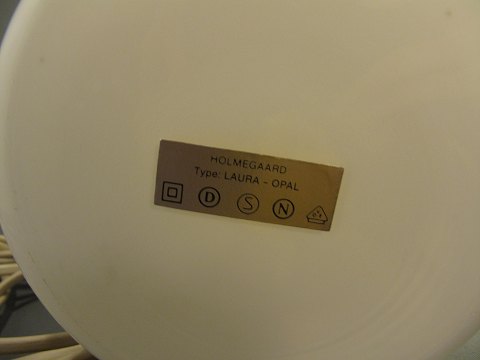 HOLMEGAARD
Type: LAURA - OPAL
D S N